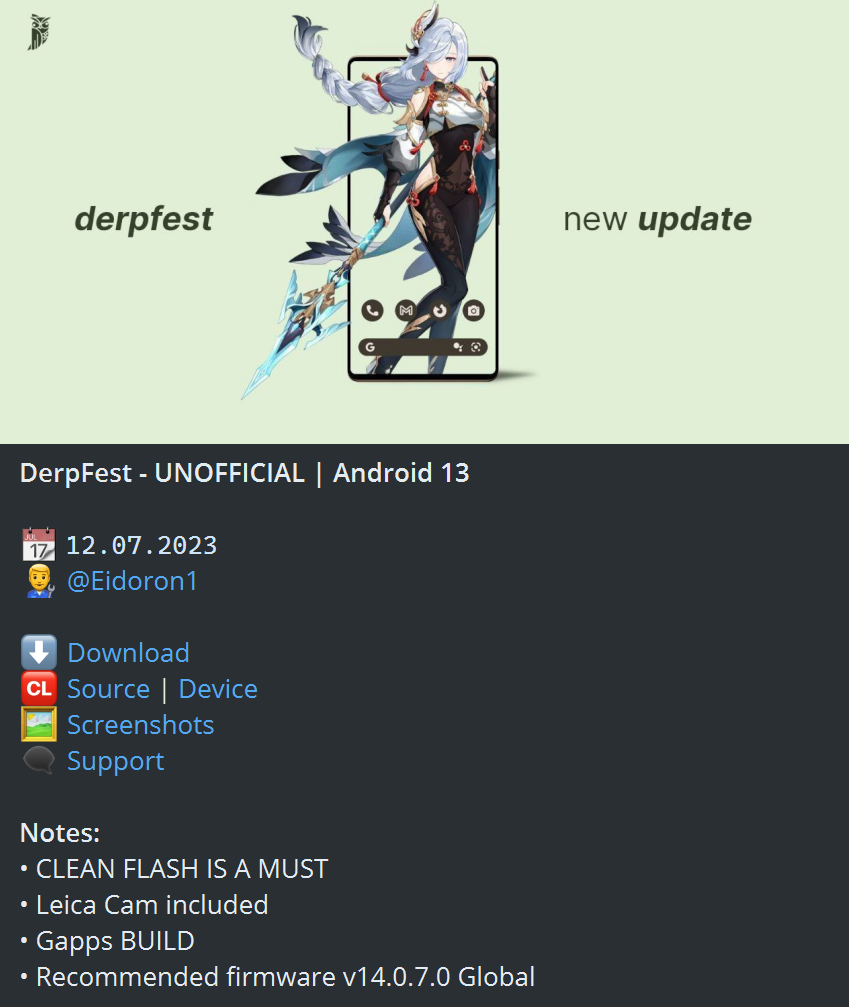 derpfest
new update
G
DerpFest - UNOFFICIAL | Android 13
JUL
17
12.07.2023
@Eidoron1
Download
CL
Source | Device
Screenshots
Support
Notes:
• CLEAN FLASH IS A MUST
• Leica Cam included
• Gapps BUILD
• Recommended firmware v14.0.7.0 Global